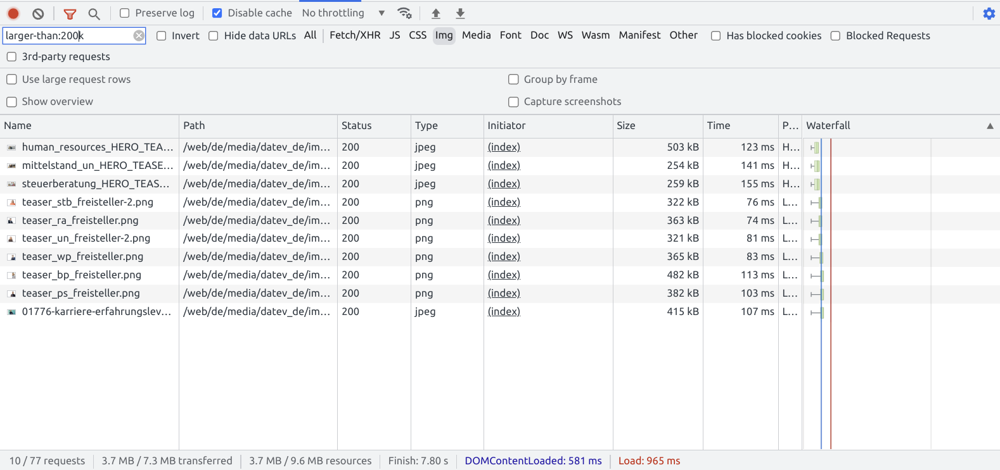 Preserve log Disable cache No throttling
larger-than:200k Invert Hide data URLs All Fetch/XHR JS CSS Img Media Font Doc WS Wasm Manifest Other Has blocked cookies Blocked Requests
3rd-party requests
Use large request rows Group by frame
Show overview Capture screenshots
Name Path Status Type Initiator Size Time P... Waterfall
human_resources_HERO_TEA... /web/de/media/datev_de/im... 200 jpeg (index) 503 kB 123 ms H...
mittelstand_un_HERO_TEASE... /web/de/media/datev_de/im... 200 jpeg (index) 254 kB 141 ms H...
steuerberatung_HERO_TEAS... /web/de/media/datev_de/im... 200 jpeg (index) 259 kB 155 ms H...
teaser_stb_freisteller-2.png /web/de/media/datev_de/im... 200 png (index) 322 kB 76 ms L...
teaser_ra_freisteller.png /web/de/media/datev_de/im... 200 png (index) 363 kB 74 ms L...
teaser_un_freisteller-2.png /web/de/media/datev_de/im... 200 png (index) 321 kB 81 ms L...
teaser_wp_freisteller.png /web/de/media/datev_de/im... 200 png (index) 365 kB 83 ms L...
teaser_bp_freisteller.png /web/de/media/datev_de/im... 200 png (index) 482 kB 113 ms L...
teaser_ps_freisteller.png /web/de/media/datev_de/im... 200 png (index) 382 kB 103 ms L...
01776-karriere-erfahrungslev... /web/de/media/datev_de/im... 200 jpeg (index) 415 kB 107 ms L...
10 / 77 requests 3.7 MB / 7.3 MB transferred 3.7 MB / 9.6 MB resources Finish: 7.80 s DOMContentLoaded: 581 ms Load: 965 ms